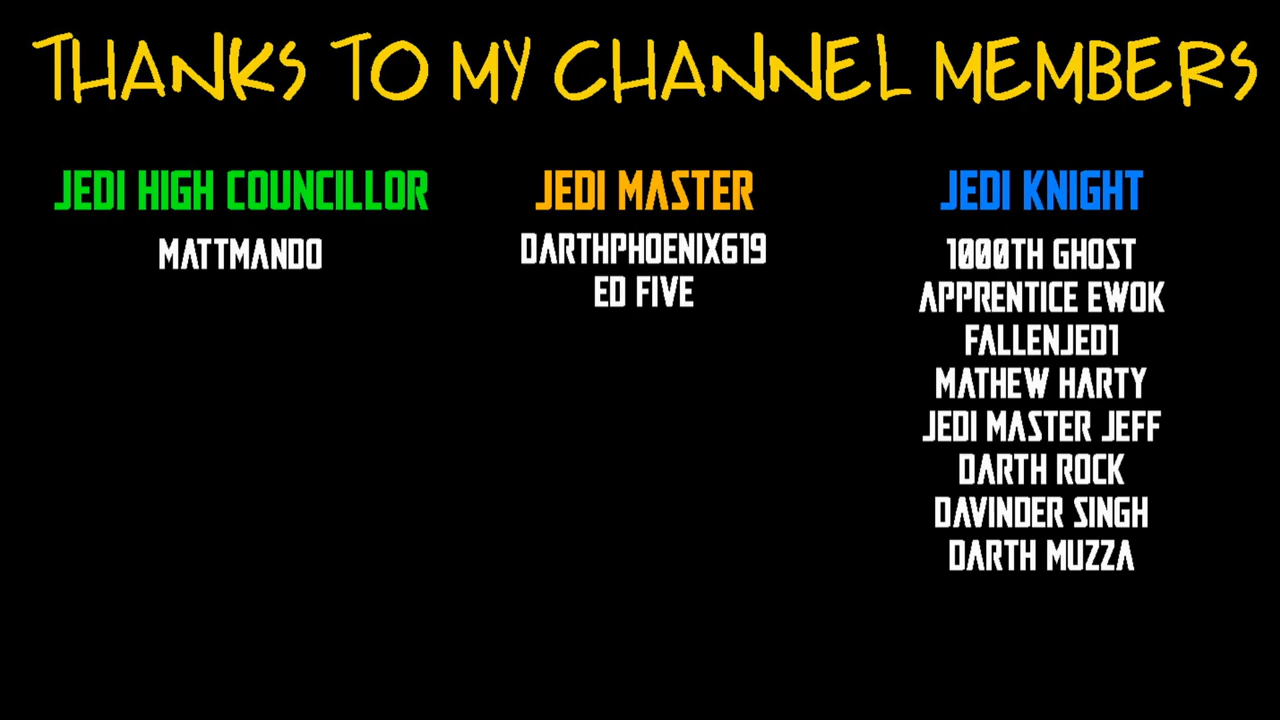 THANKS TO MY CHANNEL MEMBERS
JEDI HIGH COUNCILLOR
MATTMANDO
JEDI MASTER
DARTHPHOENIX619
ED FIVE
JEDI KNIGHT
1000TH GHOST
APPRENTICE EWOK
FALLENJED1
MATHEW HARTY
JEDI MASTER JEFF
DARTH ROCK
DAVINDER SINGH
DARTH MUZZA